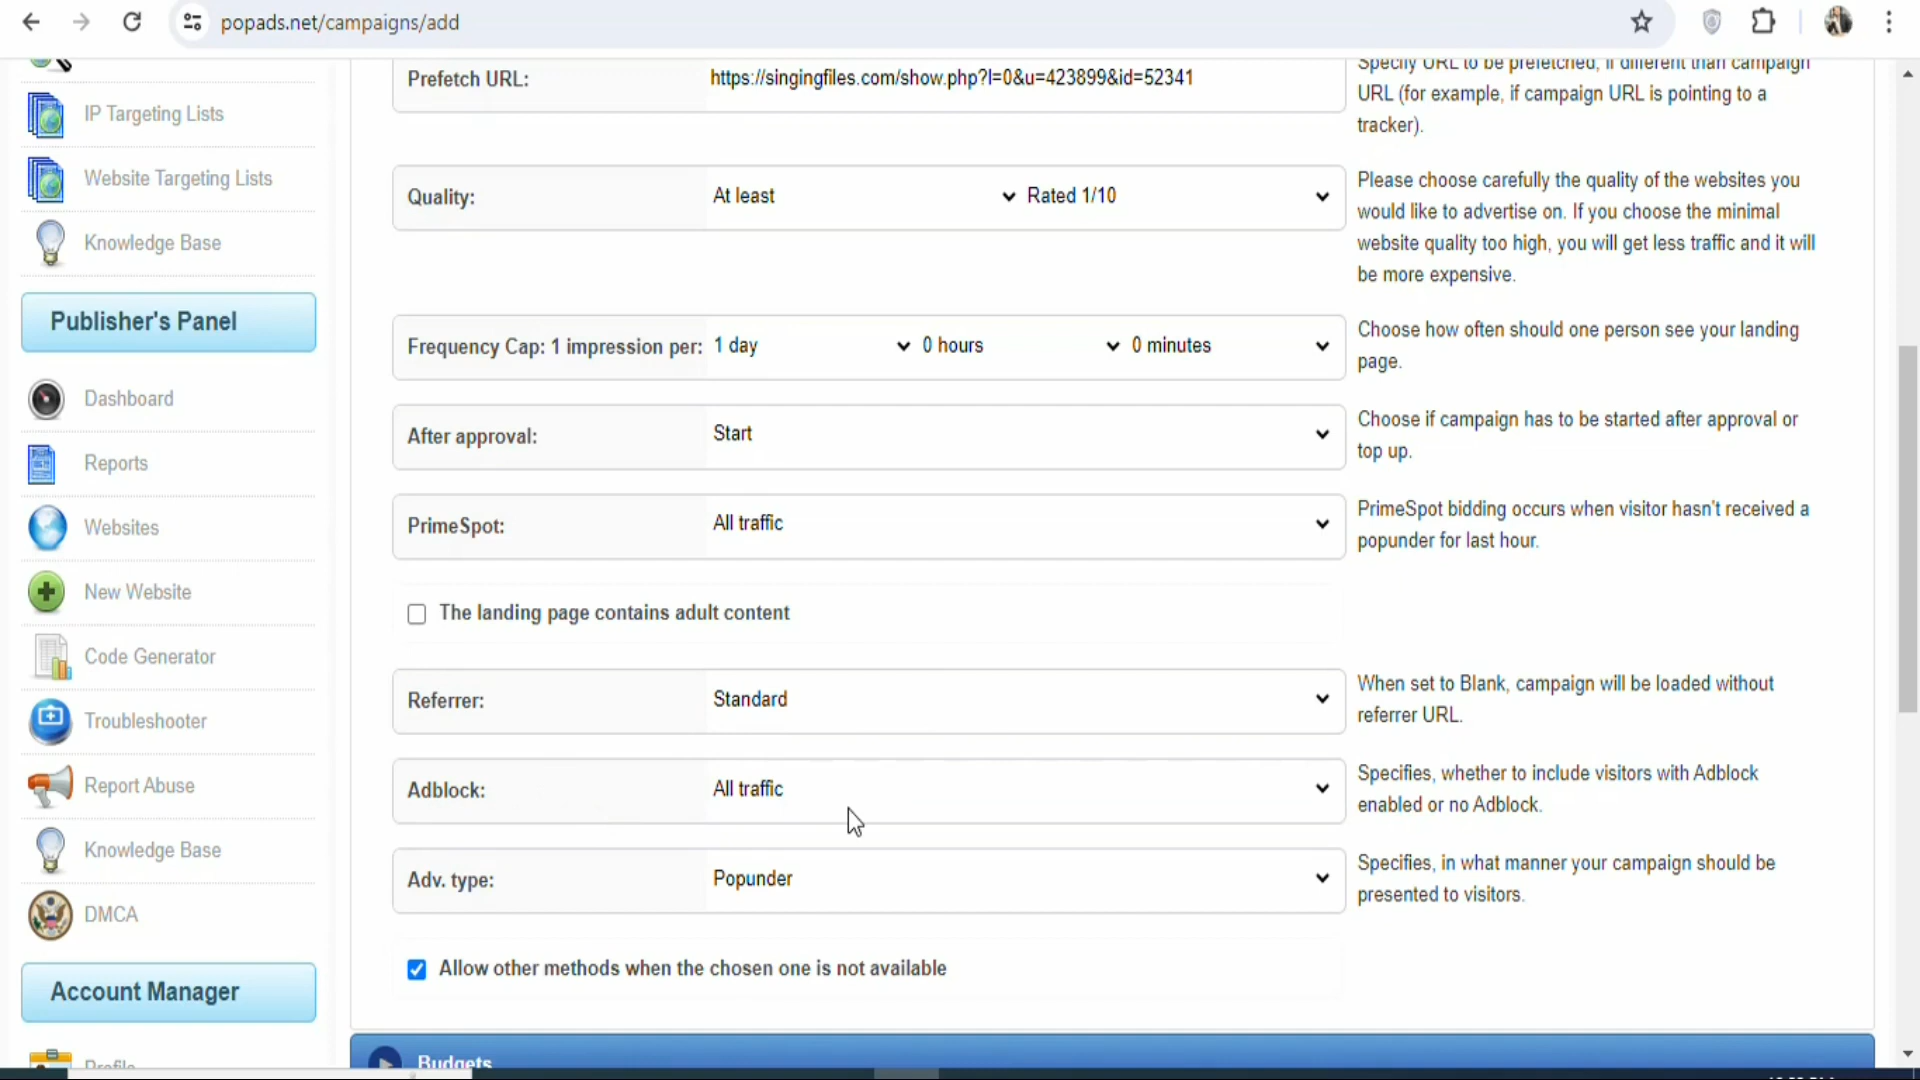 popads.net/campaigns/add
IP Targeting Lists
Website Targeting Lists
Knowledge Base
Publisher's Panel
Dashboard
Reports
Websites
New Website
Code Generator
Troubleshooter
Report Abuse
Knowledge Base
DMCA
Account Manager
Profile
Prefetch URL: https://singingfiles.com/show.php?l=0&u=423899&id=52341
Specify URL to be prefetched, if different than campaign
URL (for example, if campaign URL is pointing to a
tracker).
Quality: At least Rated 1/10
Please choose carefully the quality of the websites you
would like to advertise on. If you choose the minimal
website quality too high, you will get less traffic and it will
be more expensive.
Frequency Cap: 1 impression per: 1 day 0 hours 0 minutes
Choose how often should one person see your landing
page.
After approval: Start
Choose if campaign has to be started after approval or
top up.
PrimeSpot: All traffic
PrimeSpot bidding occurs when visitor hasn't received a
popunder for last hour.
The landing page contains adult content
Referrer: Standard
When set to Blank, campaign will be loaded without
referrer URL.
Adblock: All traffic
Specifies, whether to include visitors with Adblock
enabled or no Adblock.
Adv. type: Popunder
Specifies, in what manner your campaign should be
presented to visitors.
Allow other methods when the chosen one is not available
Budgets